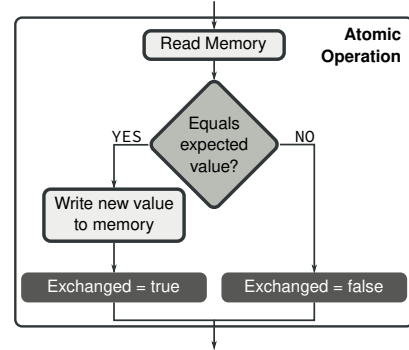 Read Memory
Atomic
Operation
Equals
expected
value?
YES
NO
Write new value
to memory
Exchanged = true
Exchanged = false